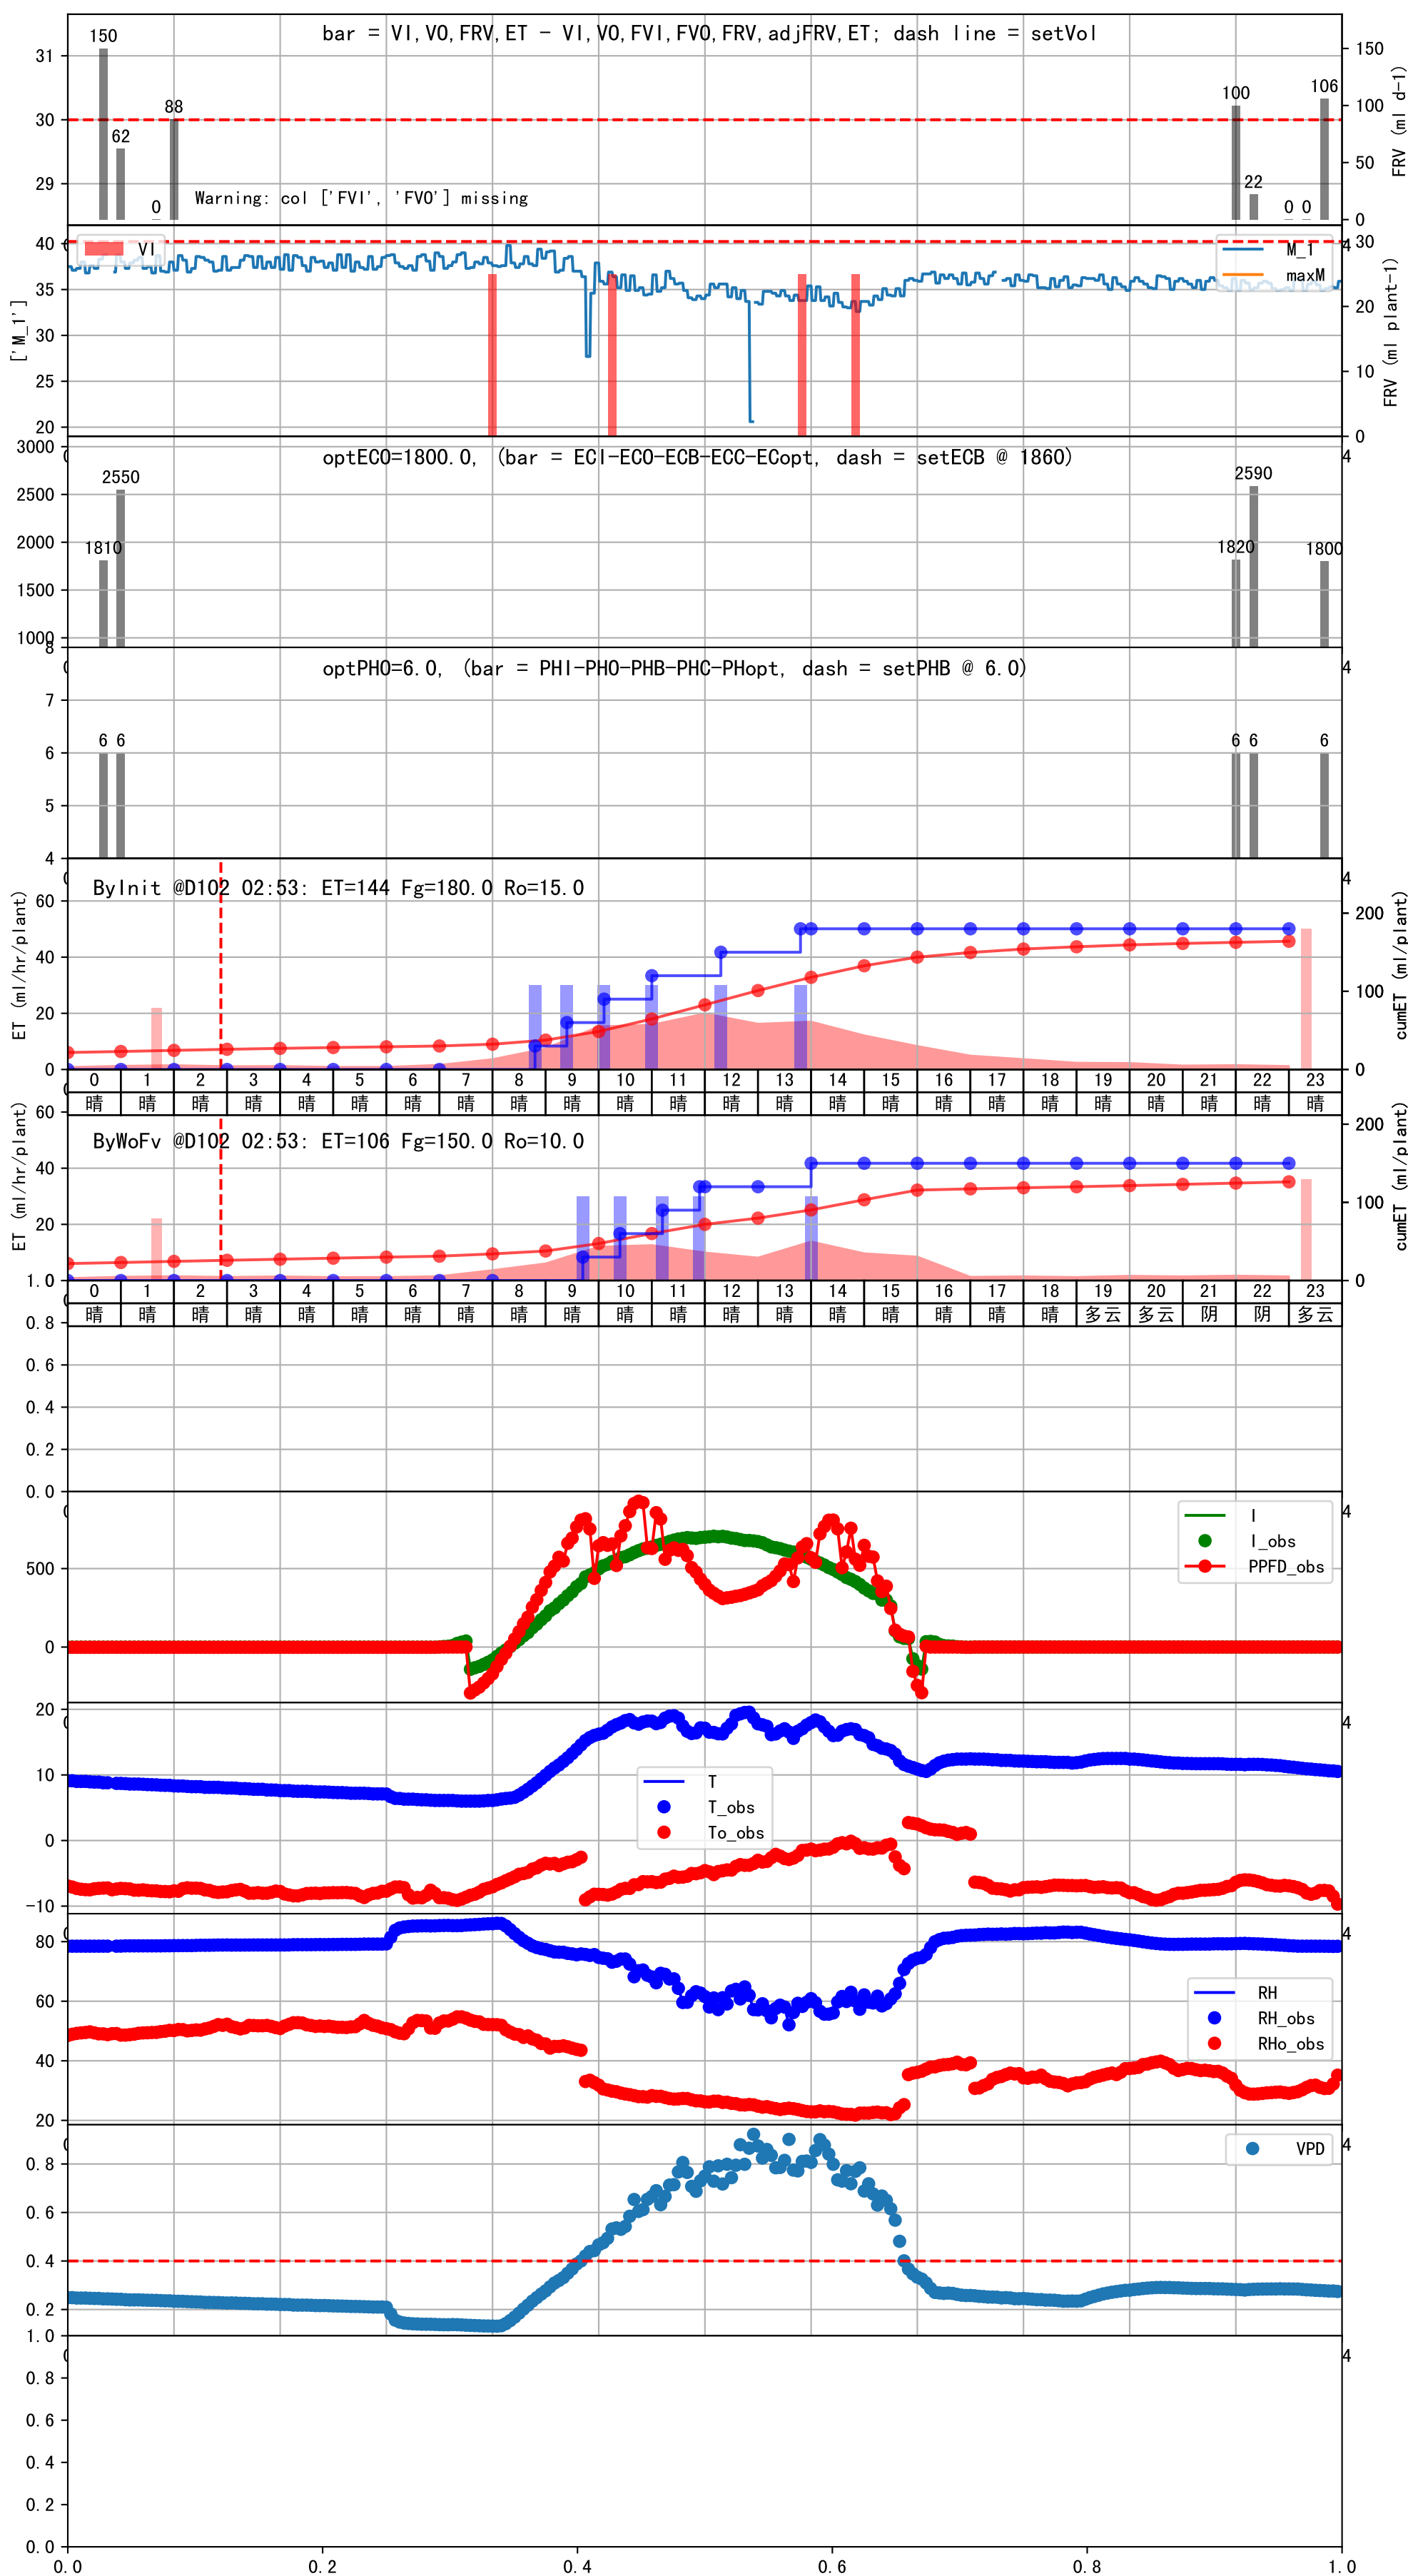 bar = VI,VO,FRV,ET - VI,VO,FVI,FVO,FRV,adjFRV,ET; dash line = setVol
150
62
0
88
100
22
0
0
106
31
30
29
150
100
50
0
FRV (ml d-1)
Warning: col ['FVI', 'FVO'] missing
VI
M_1
maxM
40
35
30
25
20
['M_1']
30
20
10
0
FRV (ml plant-1)
4
optECO=1800.0, (bar = ECI-ECO-ECB-ECC-ECopt, dash = setECB @ 1860)
3000
2500
2000
1500
1000
1810
2550
1820
2590
1800
4
optPHO=6.0, (bar = PHI-PHO-PHB-PHC-PHopt, dash = setPHB @ 6.0)
8
7
6
5
4
6 6
6 6
6
4
ByInit @D102 02:53: ET=144 Fg=180.0 Ro=15.0
60
40
20
0
ET (ml/hr/plant)
200
100
0
cumET (ml/plant)
4
0 1 2 3 4 5 6 7 8 9 10 11 12 13 14 15 16 17 18 19 20 21 22 23
晴 晴 晴 晴 晴 晴 晴 晴 晴 晴 晴 晴 晴 晴 晴 晴 晴 晴 晴 晴 晴 晴 晴 晴
ByWoFv @D102 02:53: ET=106 Fg=150.0 Ro=10.0
60
40
20
ET (ml/hr/plant)
200
100
0
cumET (ml/plant)
0 1 2 3 4 5 6 7 8 9 10 11 12 13 14 15 16 17 18 19 20 21 22 23
晴 晴 晴 晴 晴 晴 晴 晴 晴 晴 晴 晴 晴 晴 晴 晴 晴 晴 晴 多云 多云 阴 阴 多云
1.0
0.8
0.6
0.4
0.2
0.0
I
I_obs
PPFD_obs
500
0
4
T
T_obs
To_obs
20
10
0
-10
4
RH
RH_obs
RHo_obs
80
60
40
20
4
VPD
0.8
0.6
0.4
0.2
4
1.0
0.8
0.6
0.4
0.2
0.0
4
0.0 0.2 0.4 0.6 0.8 1.0